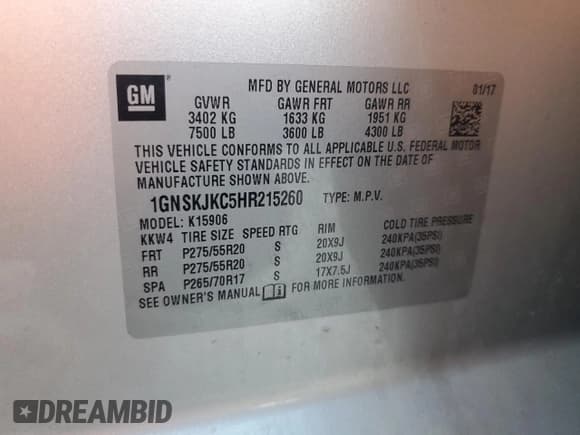 GM
®
MFD BY GENERAL MOTORS LLC 01/17
GVWR GAWR FRT GAWR RR
3402 KG 1633 KG 1951 KG
7500 LB 3600 LB 4300 LB
THIS VEHICLE CONFORMS TO ALL APPLICABLE U.S. FEDERAL MOTOR
VEHICLE SAFETY STANDARDS IN EFFECT ON THE DATE OF
MANUFACTURE SHOWN ABOVE.
1GNSKJKC5HR215260 TYPE: M.P.V.
MODEL: K15906
KKW4 TIRE SIZE SPEED RTG RIM COLD TIRE PRESSURE
FRT P275/55R20 S 20X9J 240KPA(35PSI)
RR P275/55R20 S 20X9J 240KPA(35PSI)
SPA P265/70R17 S 17X7.5J 240KPA(35PSI)
SEE OWNER'S MANUAL FOR MORE INFORMATION.
DREAMBID